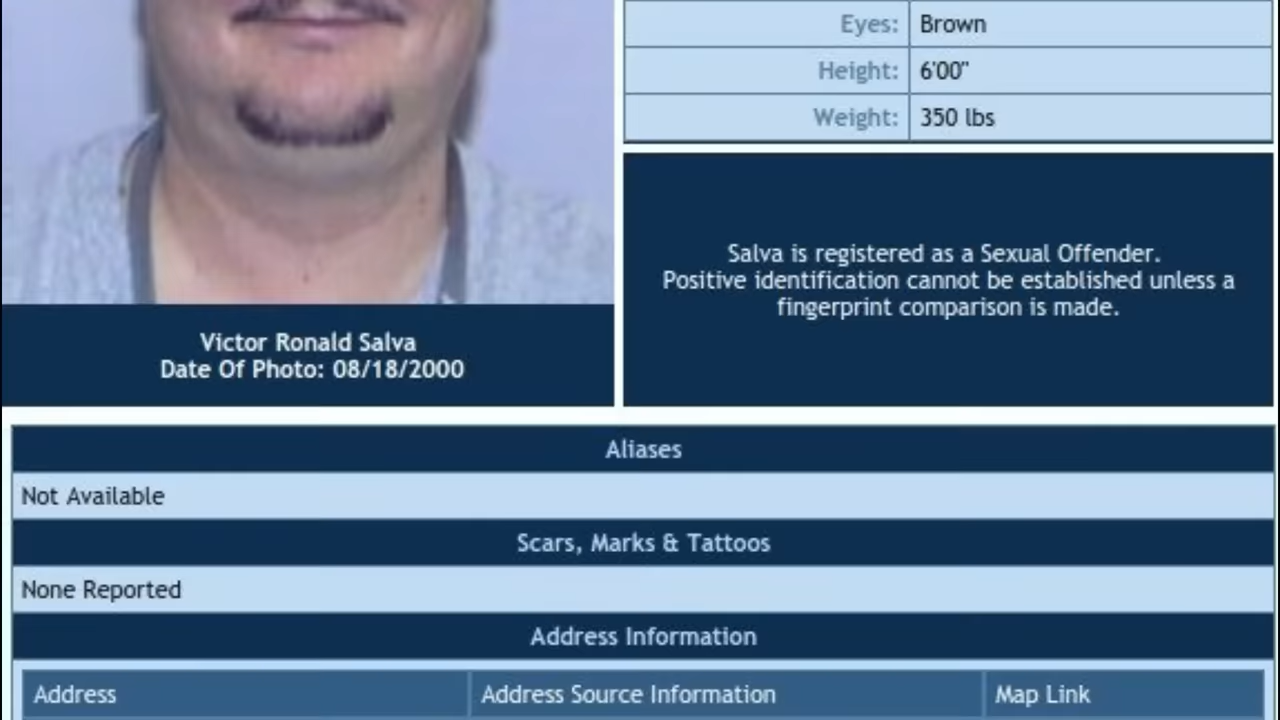 Eyes: Brown
Height: 6'00"
Weight: 350 lbs
Salva is registered as a Sexual Offender.
Positive identification cannot be established unless a
fingerprint comparison is made.
Victor Ronald Salva
Date Of Photo: 08/18/2000
Aliases
Not Available
Scars, Marks & Tattoos
None Reported
Address Information
Address Address Source Information Map Link